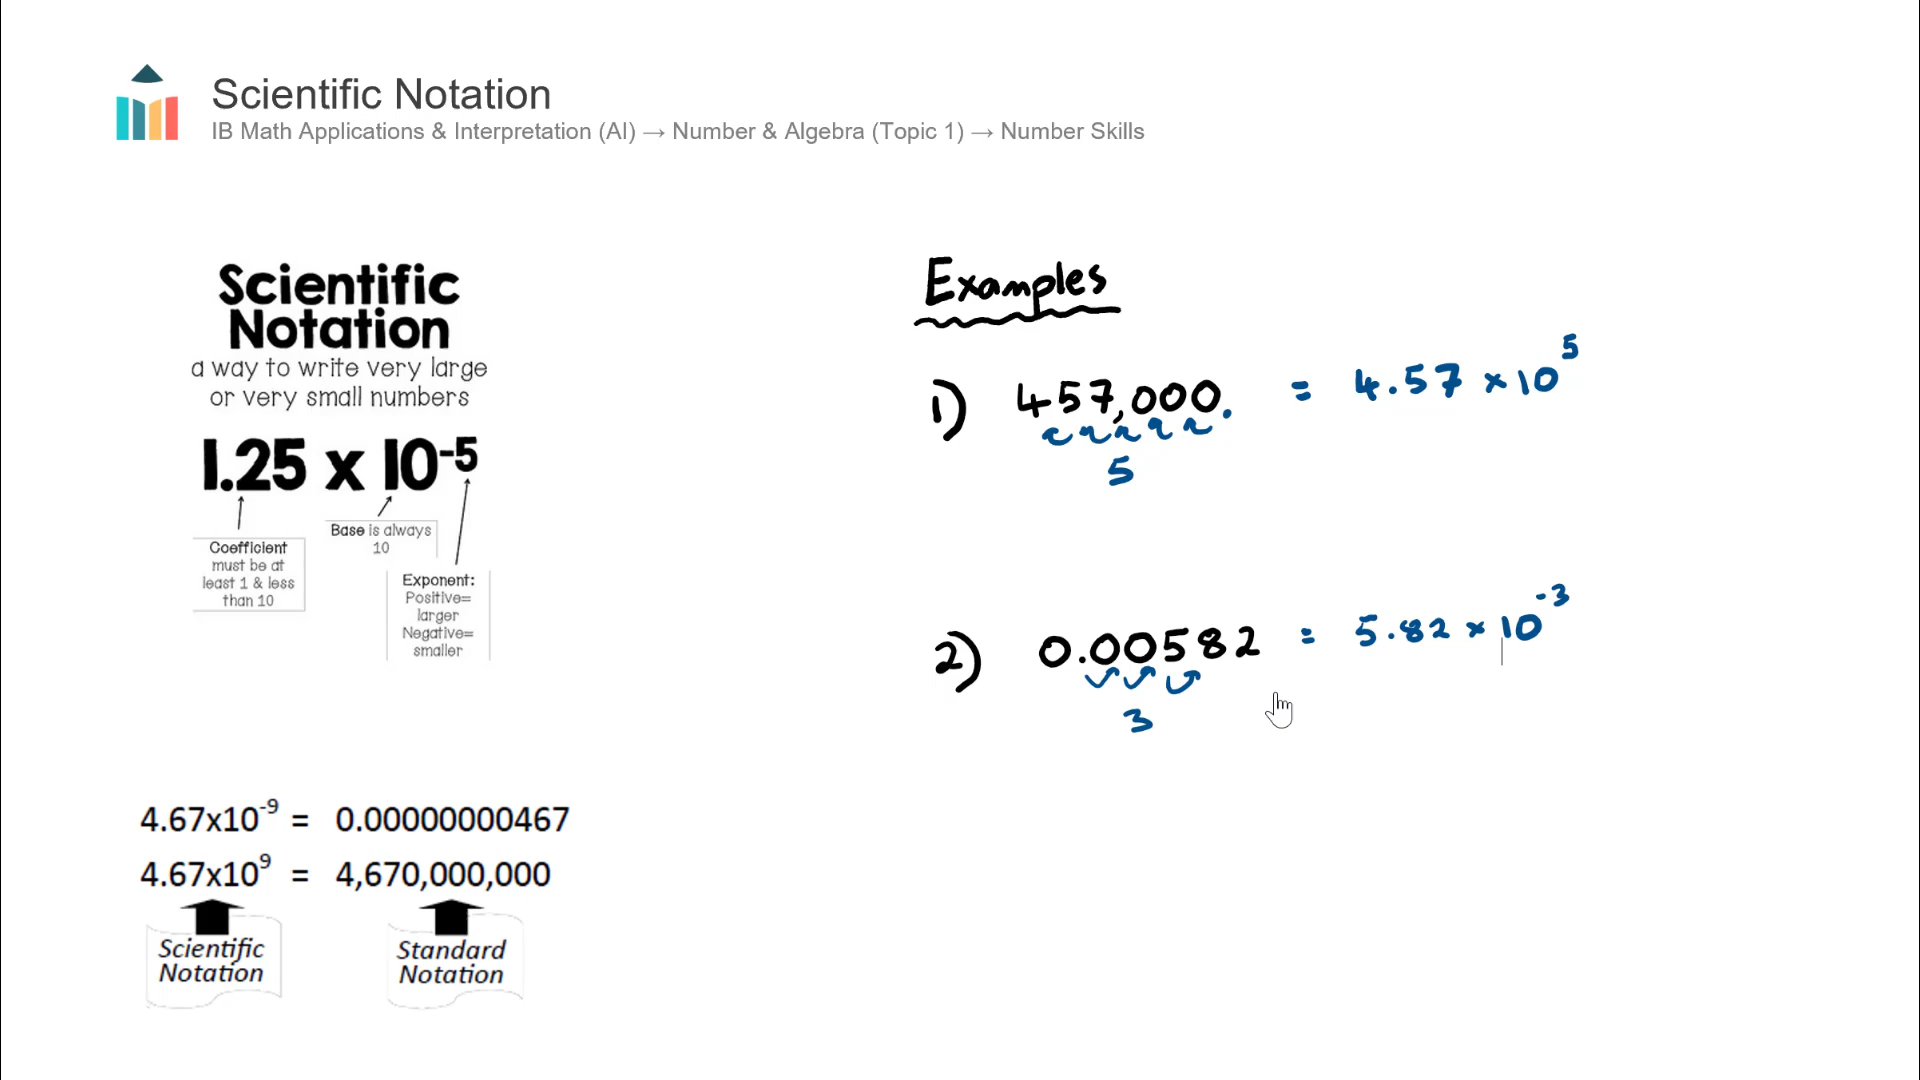 Scientific Notation
IB Math Applications & Interpretation (AI) → Number & Algebra (Topic 1) → Number Skills
Scientific
Notation
a way to write very large
or very small numbers
1.25 x 10⁻⁵
Coefficient
must be at
least 1 & less
than 10
Base is always
10
Exponent:
Positive=
larger
Negative=
smaller
4.67x10⁻⁹ = 0.00000000467
4.67x10⁹ = 4,670,000,000
Scientific
Notation
Standard
Notation
Examples
1) 457,000. = 4.57 × 10⁵
5
2) 0.00582 = 5.82 × 10⁻³
3